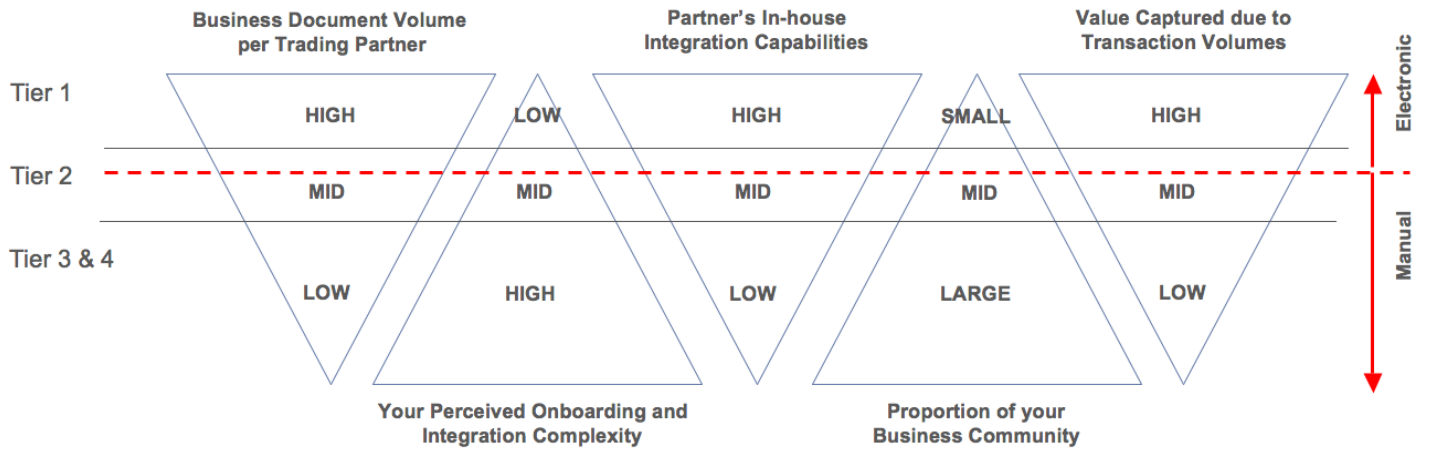 Business Document Volume
per Trading Partner
Partner's In-house
Integration Capabilities
Value Captured due to
Transaction Volumes
Electronic
Tier 1
HIGH
LOW
HIGH
SMALL
HIGH
Tier 2
MID
MID
MID
MID
MID
Manual
Tier 3 & 4
LOW
HIGH
LOW
LARGE
LOW
Your Perceived Onboarding and
Integration Complexity
Proportion of your
Business Community